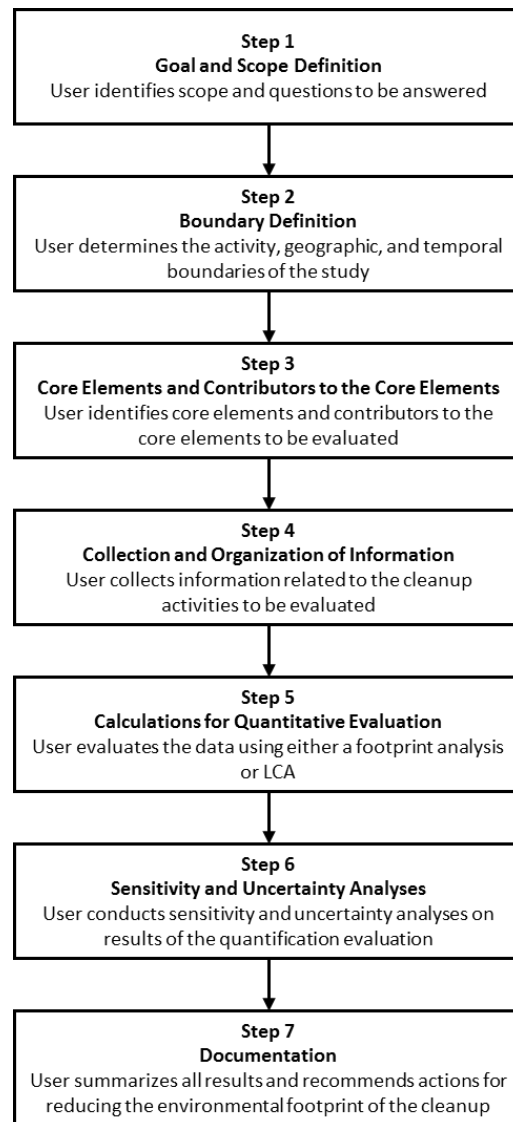 Step 1
Goal and Scope Definition
User identifies scope and questions to be answered
Step 2
Boundary Definition
User determines the activity, geographic, and temporal
boundaries of the study
Step 3
Core Elements and Contributors to the Core Elements
User identifies core elements and contributors to the
core elements to be evaluated
Step 4
Collection and Organization of Information
User collects information related to the cleanup
activities to be evaluated
Step 5
Calculations for Quantitative Evaluation
User evaluates the data using either a footprint analysis
or LCA
Step 6
Sensitivity and Uncertainty Analyses
User conducts sensitivity and uncertainty analyses on
results of the quantification evaluation
Step 7
Documentation
User summarizes all results and recommends actions for
reducing the environmental footprint of the cleanup